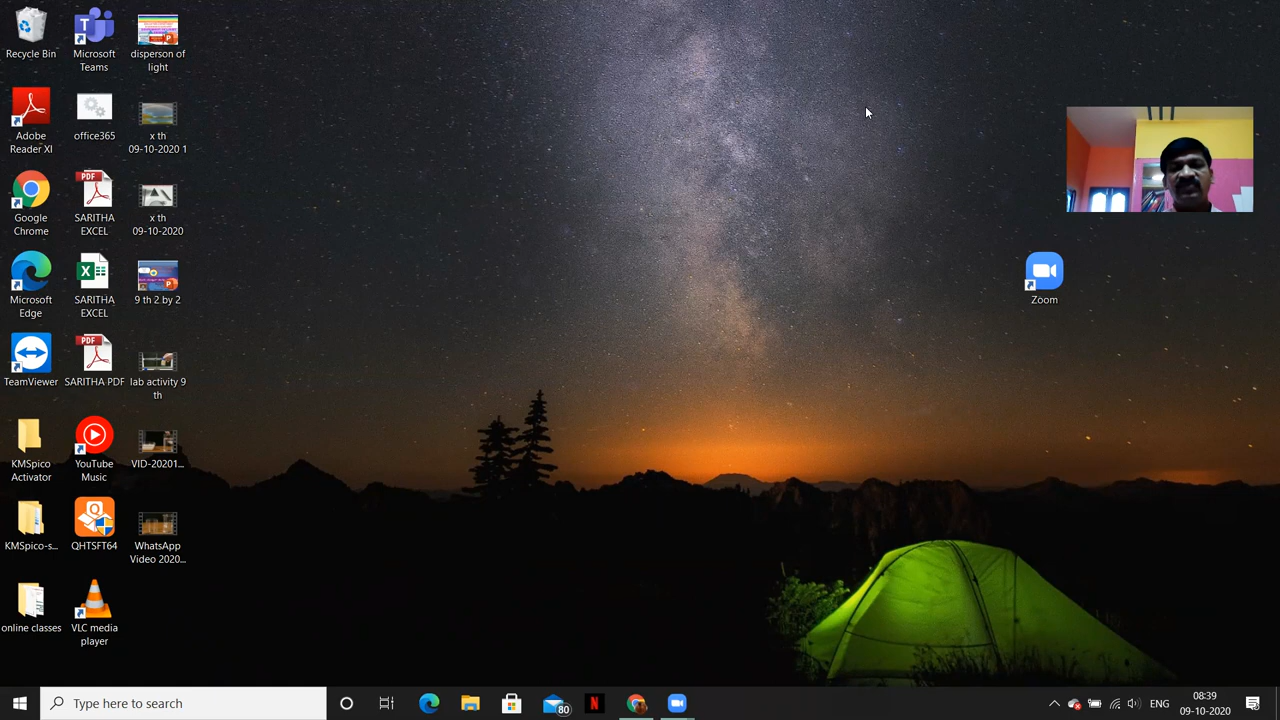 Recycle Bin
Microsoft
Teams
disperson of
light
Adobe
Reader XI
office365
x th
09-10-2020 1
PDF
Google
Chrome
SARITHA
EXCEL
x th
09-10-2020
Microsoft
Edge
SARITHA
EXCEL
9 th 2 by 2
Zoom
PDF
TeamViewer
SARITHA PDF
lab activity 9
th
KMSpico
Activator
YouTube
Music
VID-20201...
KMSpico-s...
QHTSFT64
WhatsApp
Video 2020...
online classes
VLC media
player
Type here to search
80
ENG
08:39
09-10-2020